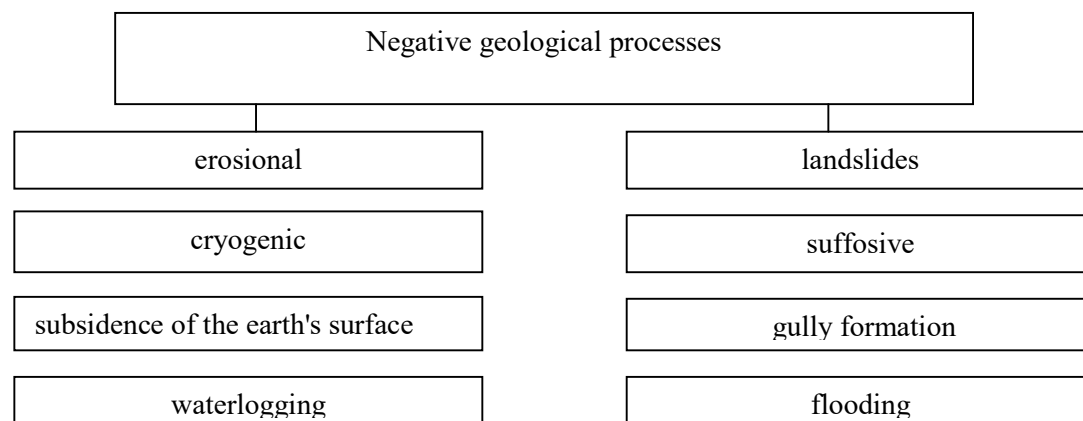 Negative geological processes
erosional
landslides
cryogenic
suffosive
subsidence of the earth's surface
gully formation
waterlogging
flooding